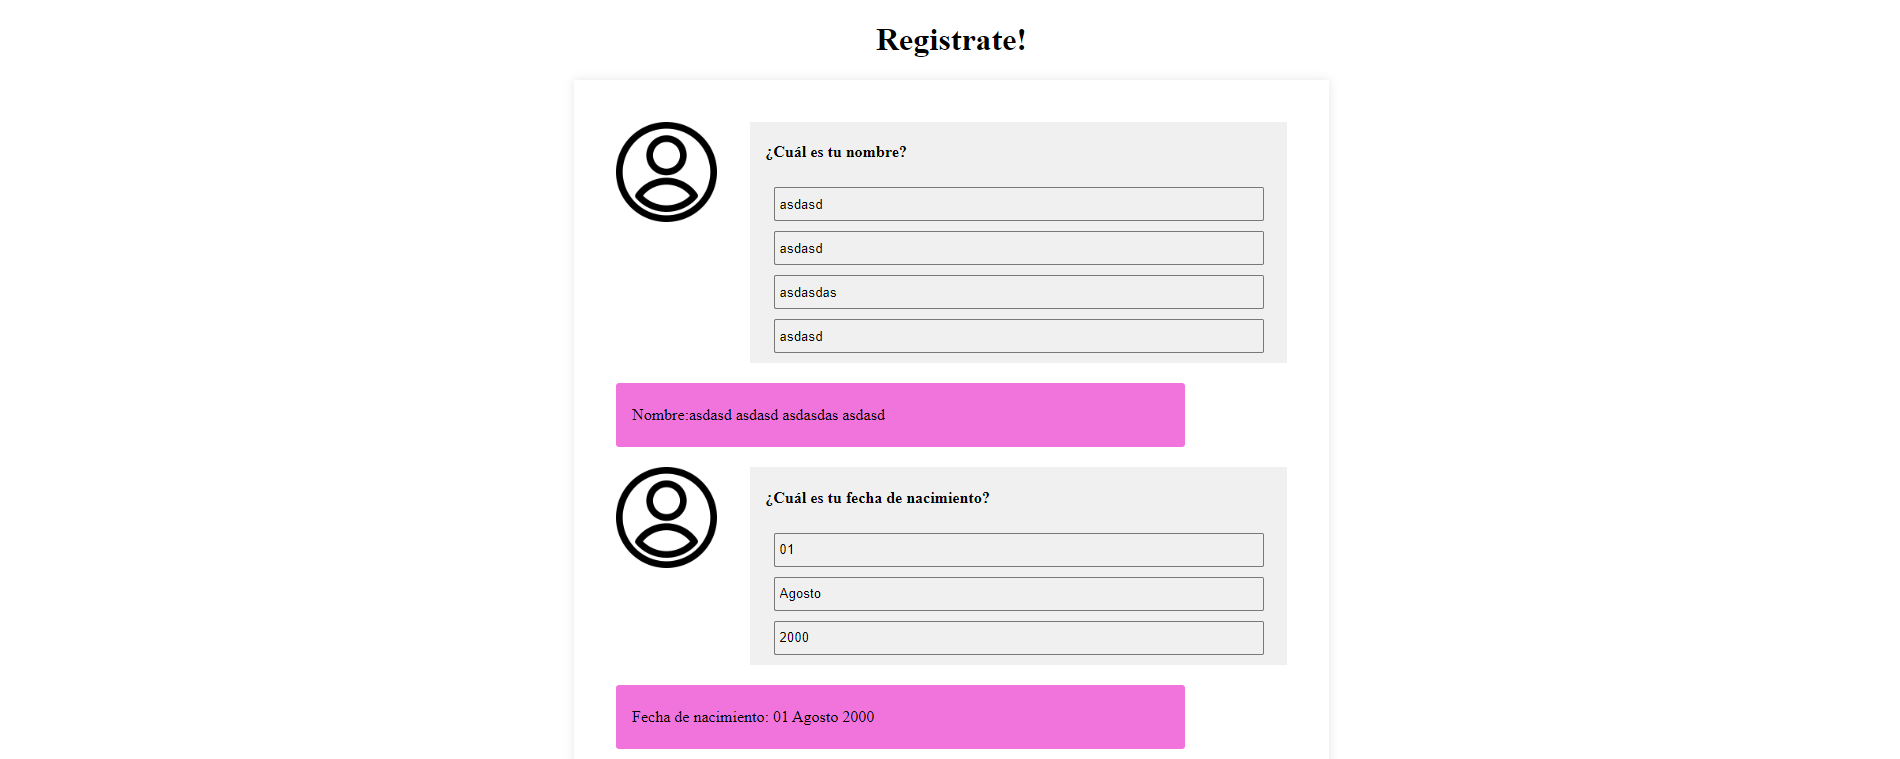 Registrate!
¿Cuál es tu nombre?
asdasd
asdasd
asdasdas
asdasd
Nombre:asdasd asdasd asdasdas asdasd
¿Cuál es tu fecha de nacimiento?
01
Agosto
2000
Fecha de nacimiento: 01 Agosto 2000